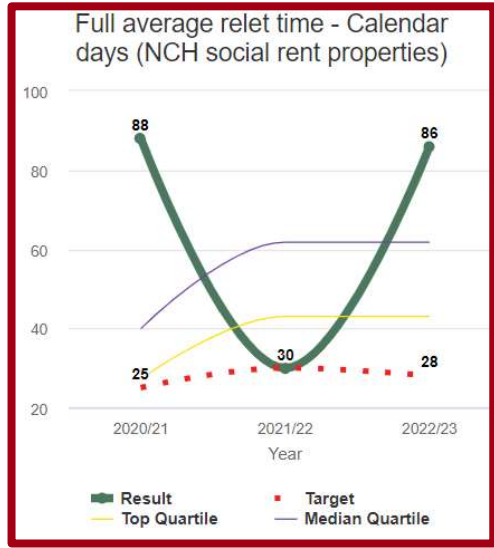 Full average relet time - Calendar
days (NCH social rent properties)
100
88
86
80
60
40
30
28
25
20
2020/21
2021/22
2022/23
Year
Result
Target
Top Quartile
Median Quartile